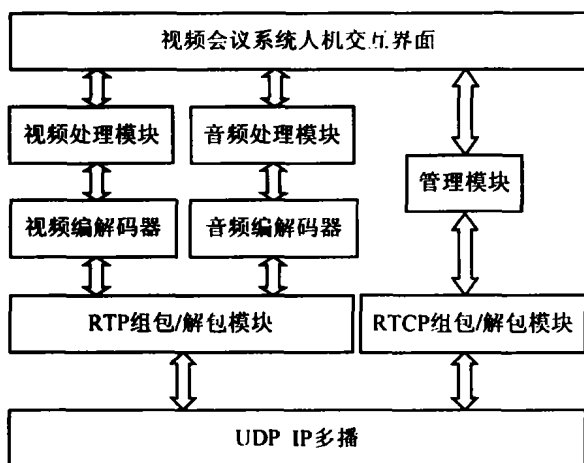 视频会议系统人机交互界面
视频处理模块
音频处理模块
管理模块
视频编解码器
音频编解码器
RTP组包/解包模块
RTCP组包/解包模块
UDP IP多播